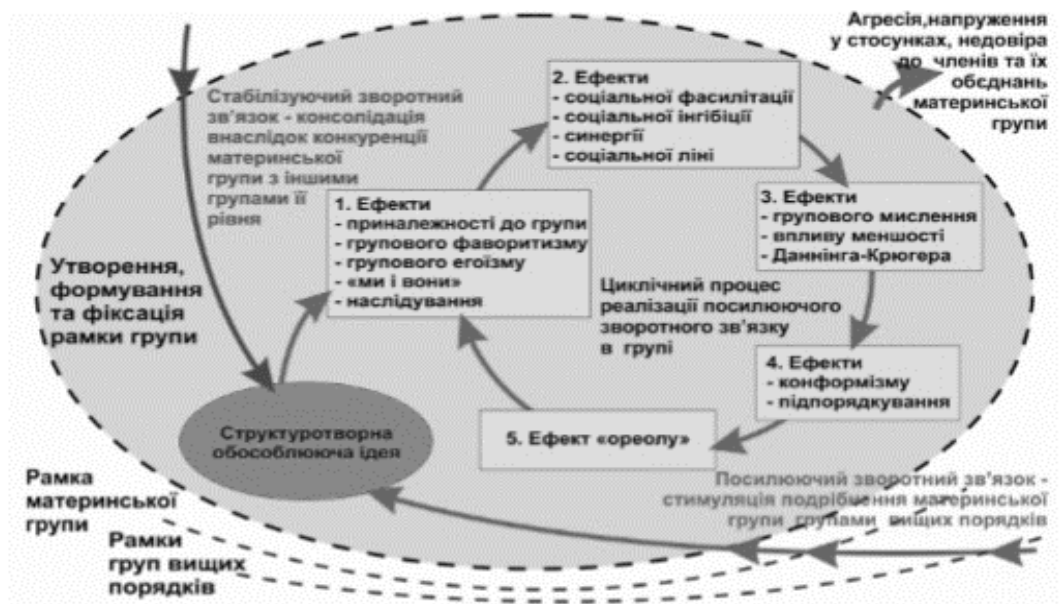 Агресія,напруження
у стосунках, недовіра
до членів та їх
обєднань
материнської
групи
Стабілізуючий зворотний
зв’язок - консолідація
внаслідок конкуренції
материнської
групи з іншими
групами її
рівня
2. Ефекти
- соціальної фасилітації
- соціальної інгібіції
- синергії
- соціальної ліні
1. Ефекти
- приналежності до групи
- групового фаворитизму
- групового егоїзму
- «ми і вони»
- наслідування
3. Ефекти
- групового мислення
- впливу меншості
- Даннінга-Крюгера
Утворення,
формування
та фіксація
рамки групи
Циклічний процес
реалізації посилюючого
зворотного зв’язку
в групі
4. Ефекти
- конформізму
- підпорядкування
5. Ефект «ореолу»
Структуротворна
обособлююча ідея
Рамка
материнської
групи
Посилюючий зворотний зв’язок -
стимуляція подрібнення материнської
групи групами вищих порядків
Рамки
груп вищих
порядків